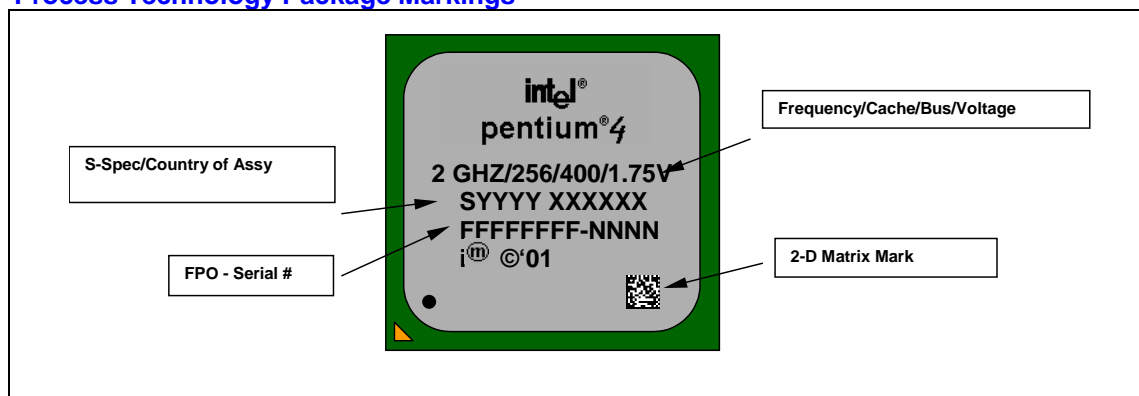 Process Technology Package Markings
intel®
pentium®4
Frequency/Cache/Bus/Voltage
S-Spec/Country of Assy
2 GHZ/256/400/1.75V
SYYYY XXXXXX
FFFFFFFF-NNNN
FPO - Serial #
i ⓜ ©‘01
2-D Matrix Mark